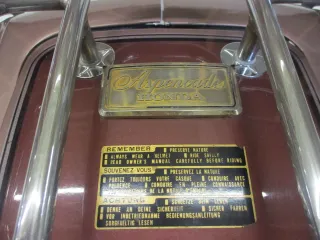 Aspencade
REMEMBER ■ PRESERVE NATURE
■ ALWAYS WEAR A HELMET ■ RIDE SAFELY
■ READ OWNER'S MANUAL CAREFULLY BEFORE RIDING
SOUVENEZ-VOUS ■ PRESERVEZ LA NATURE
■ PORTEZ TOUJOURS VOTRE CASQUE ■ CONDUIRE AVEC
PRUDENCE ■ CONDUIRE EN PLEINE CONNAISSANCE
ACHTUNG
■ DENKE AN DEINE SICHERHEIT FAHREN
■ VOR INBETRIEBNAHME BEDIENUNGSANLEITUNG
SORGFAELTIG LESEN